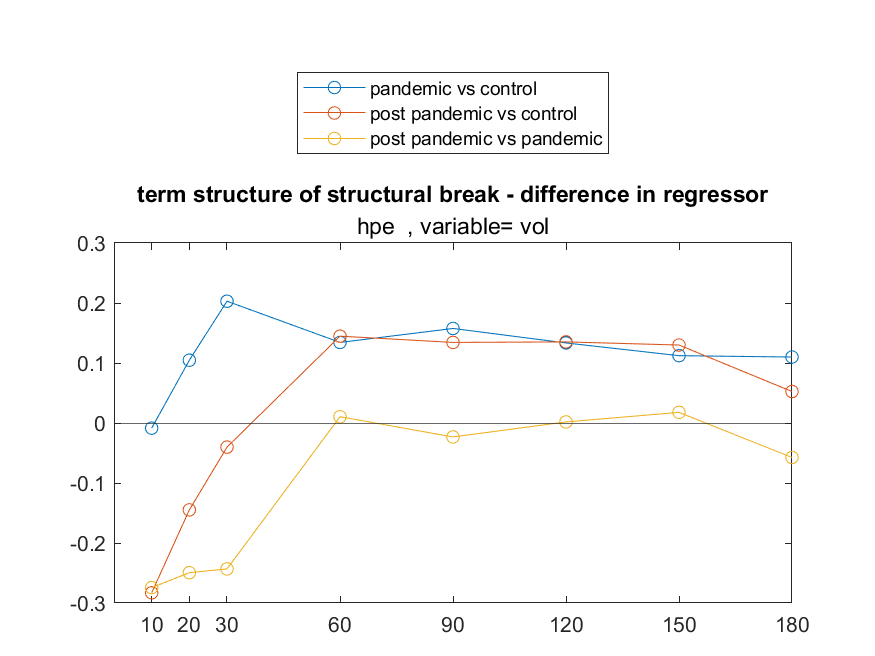 pandemic vs control
post pandemic vs control
post pandemic vs pandemic
term structure of structural break - difference in regressor
hpe  , variable= vol
0.3
0.2
0.1
0
-0.1
-0.2
-0.3
10 20 30 60 90 120 150 180